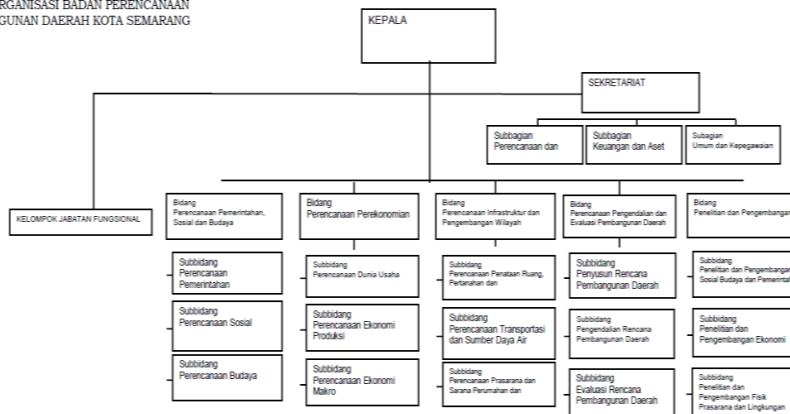 RGANISASI BADAN PERENCANAAN
GUNAN DAERAH KOTA SEMARANG
KEPALA
SEKRETARIAT
Subbagian
Perencanaan dan
Subbagian
Keuangan dan Aset
Subagian
Umum dan Kepegawaian
KELOMPOK JABATAN FUNGSIONAL
Bidang
Perencanaan Pemerintahan,
Sosial dan Budaya
Bidang
Perencanaan Perekonomian
Bidang
Perencanaan Infrastruktur dan
Pengembangan Wilayah
Bidang
Perencanaan Pengendalian dan
Evaluasi Pembangunan Daerah
Bidang
Penelitian dan Pengembangan
Subbidang
Perencanaan
Pemerintahan
Subbidang
Perencanaan Dunia Usaha
Subbidang
Perencanaan Penataan Ruang,
Pertanahan dan
Subbidang
Penyusun Rencana
Pembangunan Daerah
Subbidang
Penelitian dan Pengembangan
Sosial Budaya dan Pemerintah
Subbidang
Perencanaan Sosial
Subbidang
Perencanaan Ekonomi
Produksi
Subbidang
Perencanaan Transportasi
dan Sumber Daya Air
Subbidang
Pengendalian Rencana
Pembangunan Daerah
Subbidang
Penelitian dan
Pengembangan Ekonomi
Subbidang
Perencanaan Budaya
Subbidang
Perencanaan Ekonomi
Makro
Subbidang
Perencanaan Prasarana dan
Sarana Perumahan dan
Subbidang
Evaluasi Rencana
Pembangunan Daerah
Subbidang
Penelitian dan
Pengembangan Fisik
Prasarana dan Lingkungan